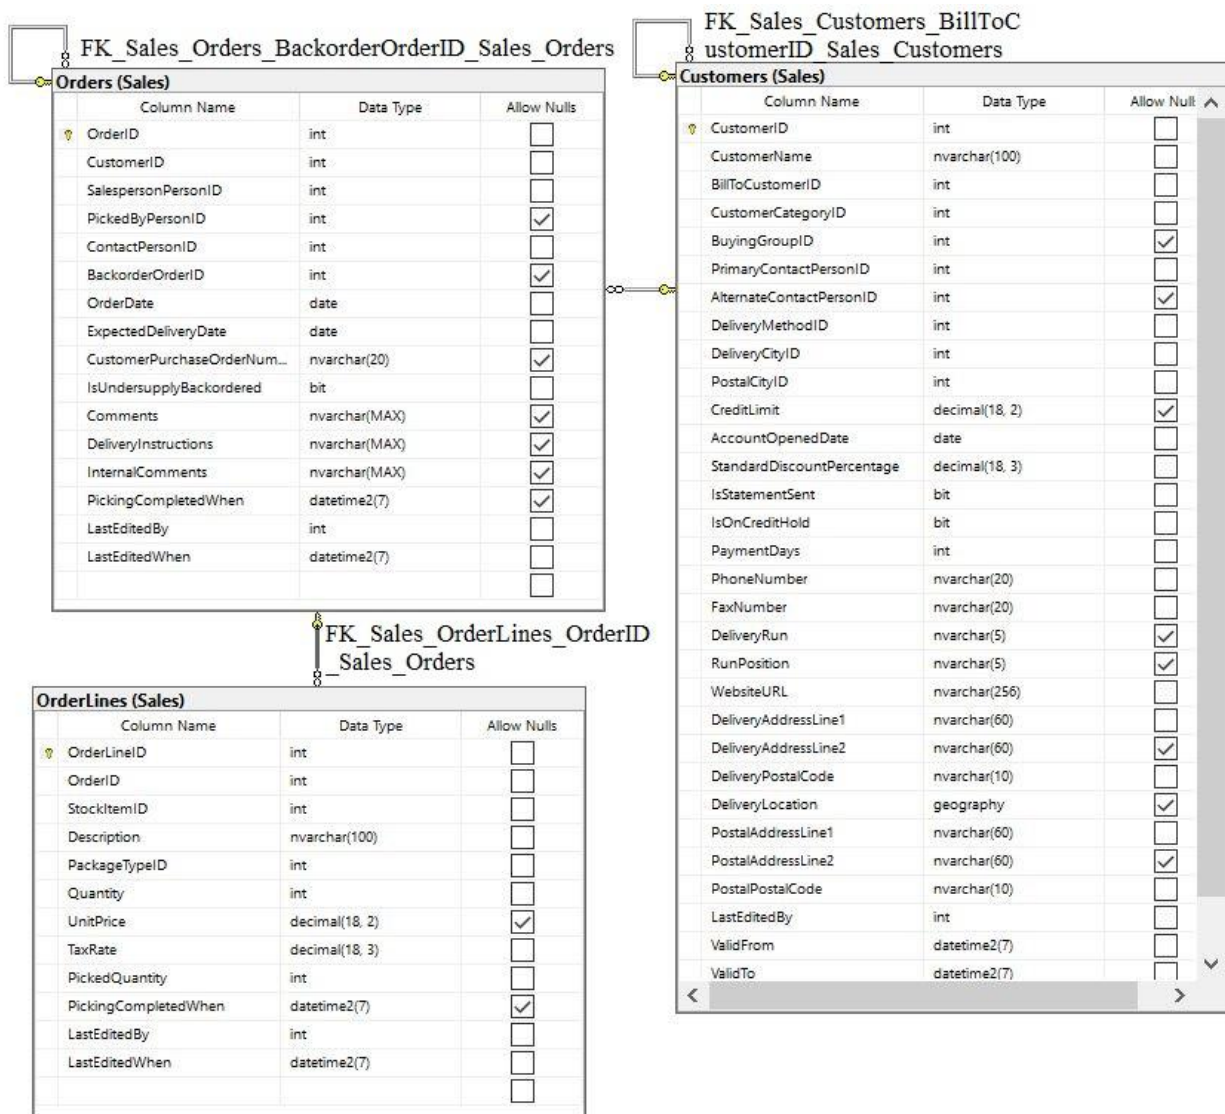 FK_Sales_Orders_BackorderOrderID_Sales_Orders
Orders (Sales)
Column Name Data Type Allow Nulls
OrderID int
CustomerID int
SalespersonPersonID int
PickedByPersonID int
ContactPersonID int
BackorderOrderID int
OrderDate date
ExpectedDeliveryDate date
CustomerPurchaseOrderNum... nvarchar(20)
IsUndersupplyBackordered bit
Comments nvarchar(MAX)
DeliveryInstructions nvarchar(MAX)
InternalComments nvarchar(MAX)
PickingCompletedWhen datetime2(7)
LastEditedBy int
LastEditedWhen datetime2(7)
FK_Sales_OrderLines_OrderID
_Sales_Orders
OrderLines (Sales)
Column Name Data Type Allow Nulls
OrderLineID int
OrderID int
StockItemID int
Description nvarchar(100)
PackageTypeID int
Quantity int
UnitPrice decimal(18, 2)
TaxRate decimal(18, 3)
PickedQuantity int
PickingCompletedWhen datetime2(7)
LastEditedBy int
LastEditedWhen datetime2(7)
FK_Sales_Customers_BillToC
ustomerID_Sales_Customers
Customers (Sales)
Column Name Data Type Allow Null
CustomerID int
CustomerName nvarchar(100)
BillToCustomerID int
CustomerCategoryID int
BuyingGroupID int
PrimaryContactPersonID int
AlternateContactPersonID int
DeliveryMethodID int
DeliveryCityID int
PostalCityID int
CreditLimit decimal(18, 2)
AccountOpenedDate date
StandardDiscountPercentage decimal(18, 3)
IsStatementSent bit
IsOnCreditHold bit
PaymentDays int
PhoneNumber nvarchar(20)
FaxNumber nvarchar(20)
DeliveryRun nvarchar(5)
RunPosition nvarchar(5)
WebsiteURL nvarchar(256)
DeliveryAddressLine1 nvarchar(60)
DeliveryAddressLine2 nvarchar(60)
DeliveryPostalCode nvarchar(10)
DeliveryLocation geography
PostalAddressLine1 nvarchar(60)
PostalAddressLine2 nvarchar(60)
PostalPostalCode nvarchar(10)
LastEditedBy int
ValidFrom datetime2(7)
ValidTo datetime2(7)